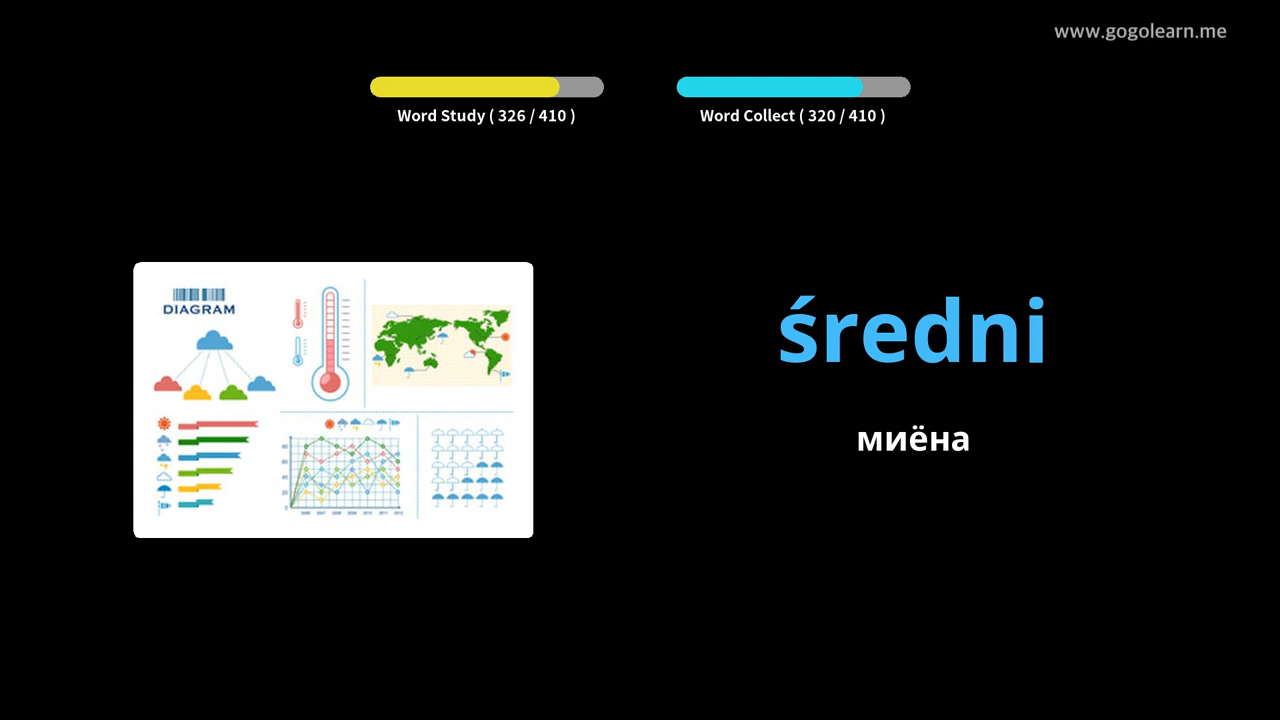 www.gogolearn.me
Word Study ( 326 / 410 )
Word Collect ( 320 / 410 )
DIAGRAM
średni
миёна